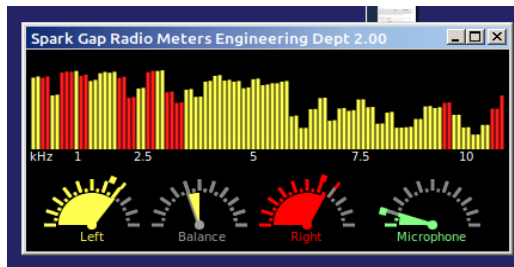 Spark Gap Radio Meters Engineering Dept 2.00
kHz 1 2.5 5 7.5 10
Left Balance Right Microphone